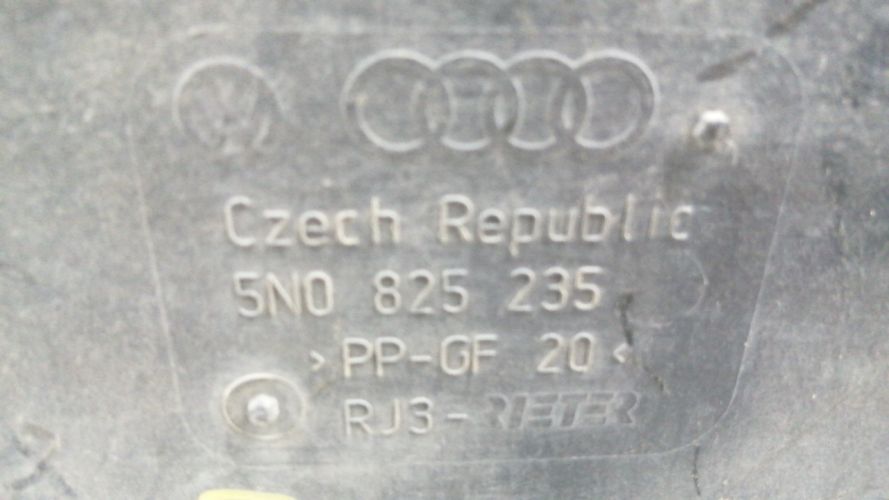 Czech Republic
5N0 825 235
>PP-GF 20<
RJ3-RIETER